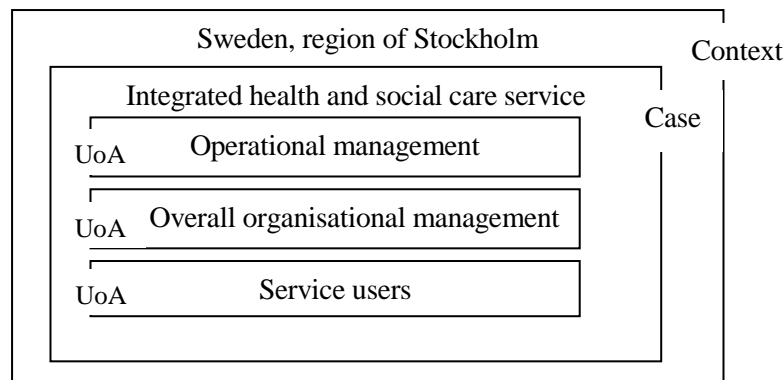 Sweden, region of Stockholm
Context
Integrated health and social care service
Case
Operational management
UoA
Overall organisational management
UoA
Service users
UoA